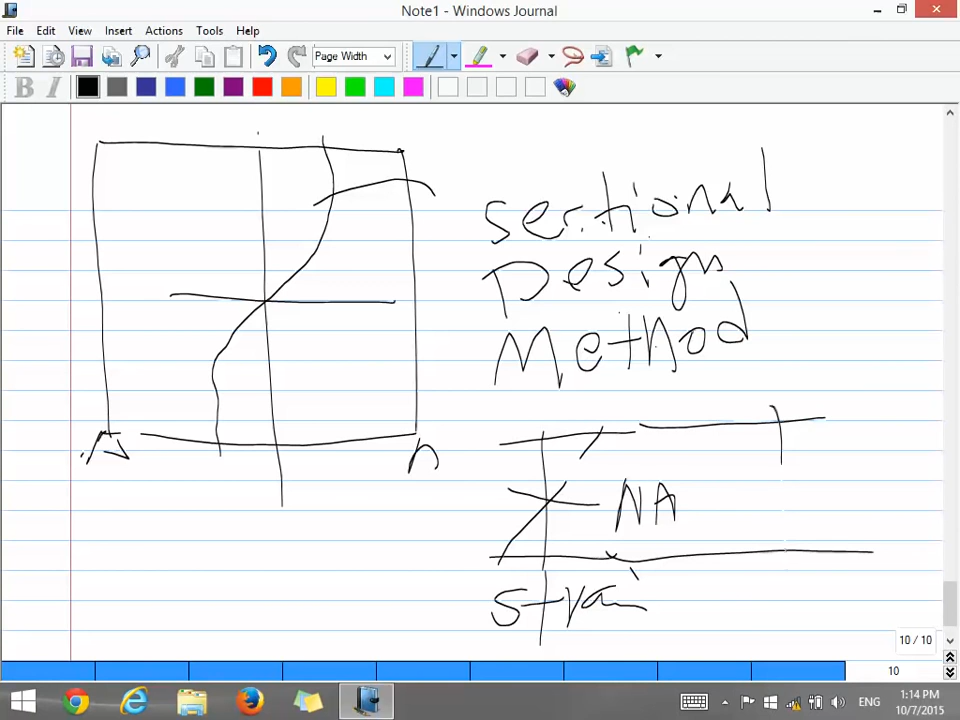 Note1 - Windows Journal
File Edit View Insert Actions Tools Help
Page Width
B I
sectional
Design
Method
NA
strain
10 / 10
10
ENG
1:14 PM
10/7/2015